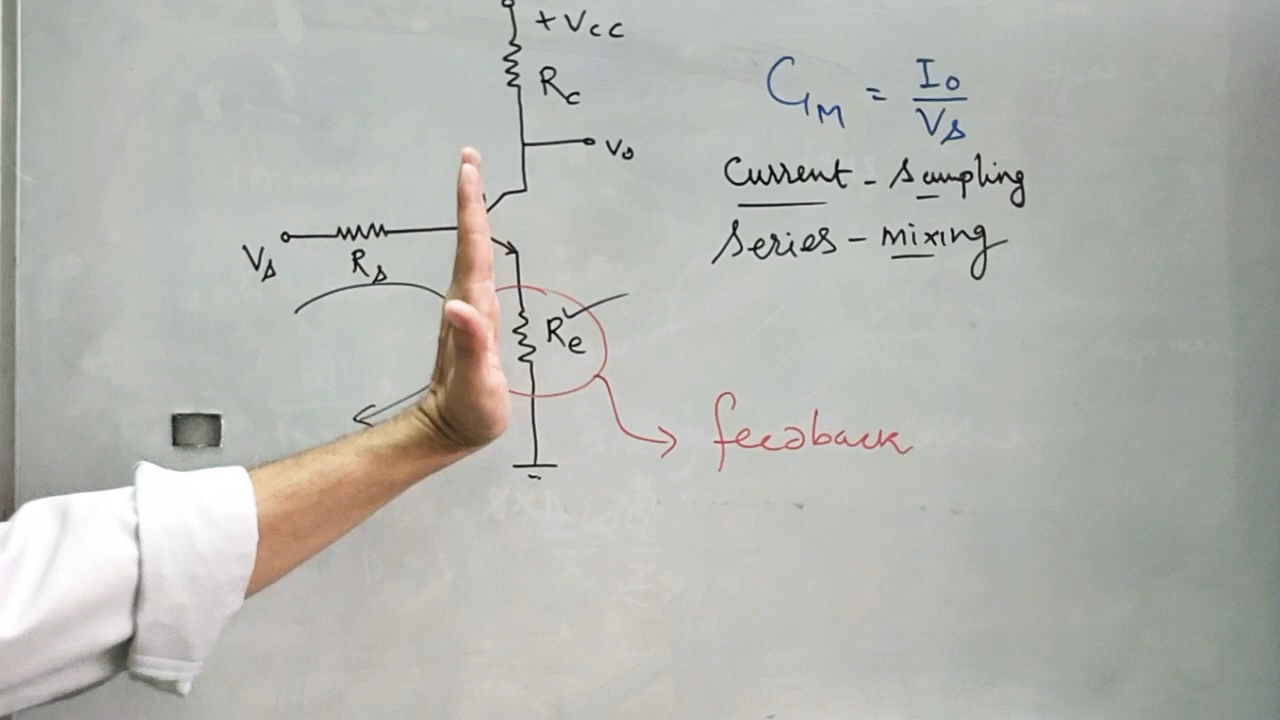 +Vcc
Rc
Vo
Vs
Rs
Re
GM = Io/Vs
Current - Sampling
Series - mixing
feedback